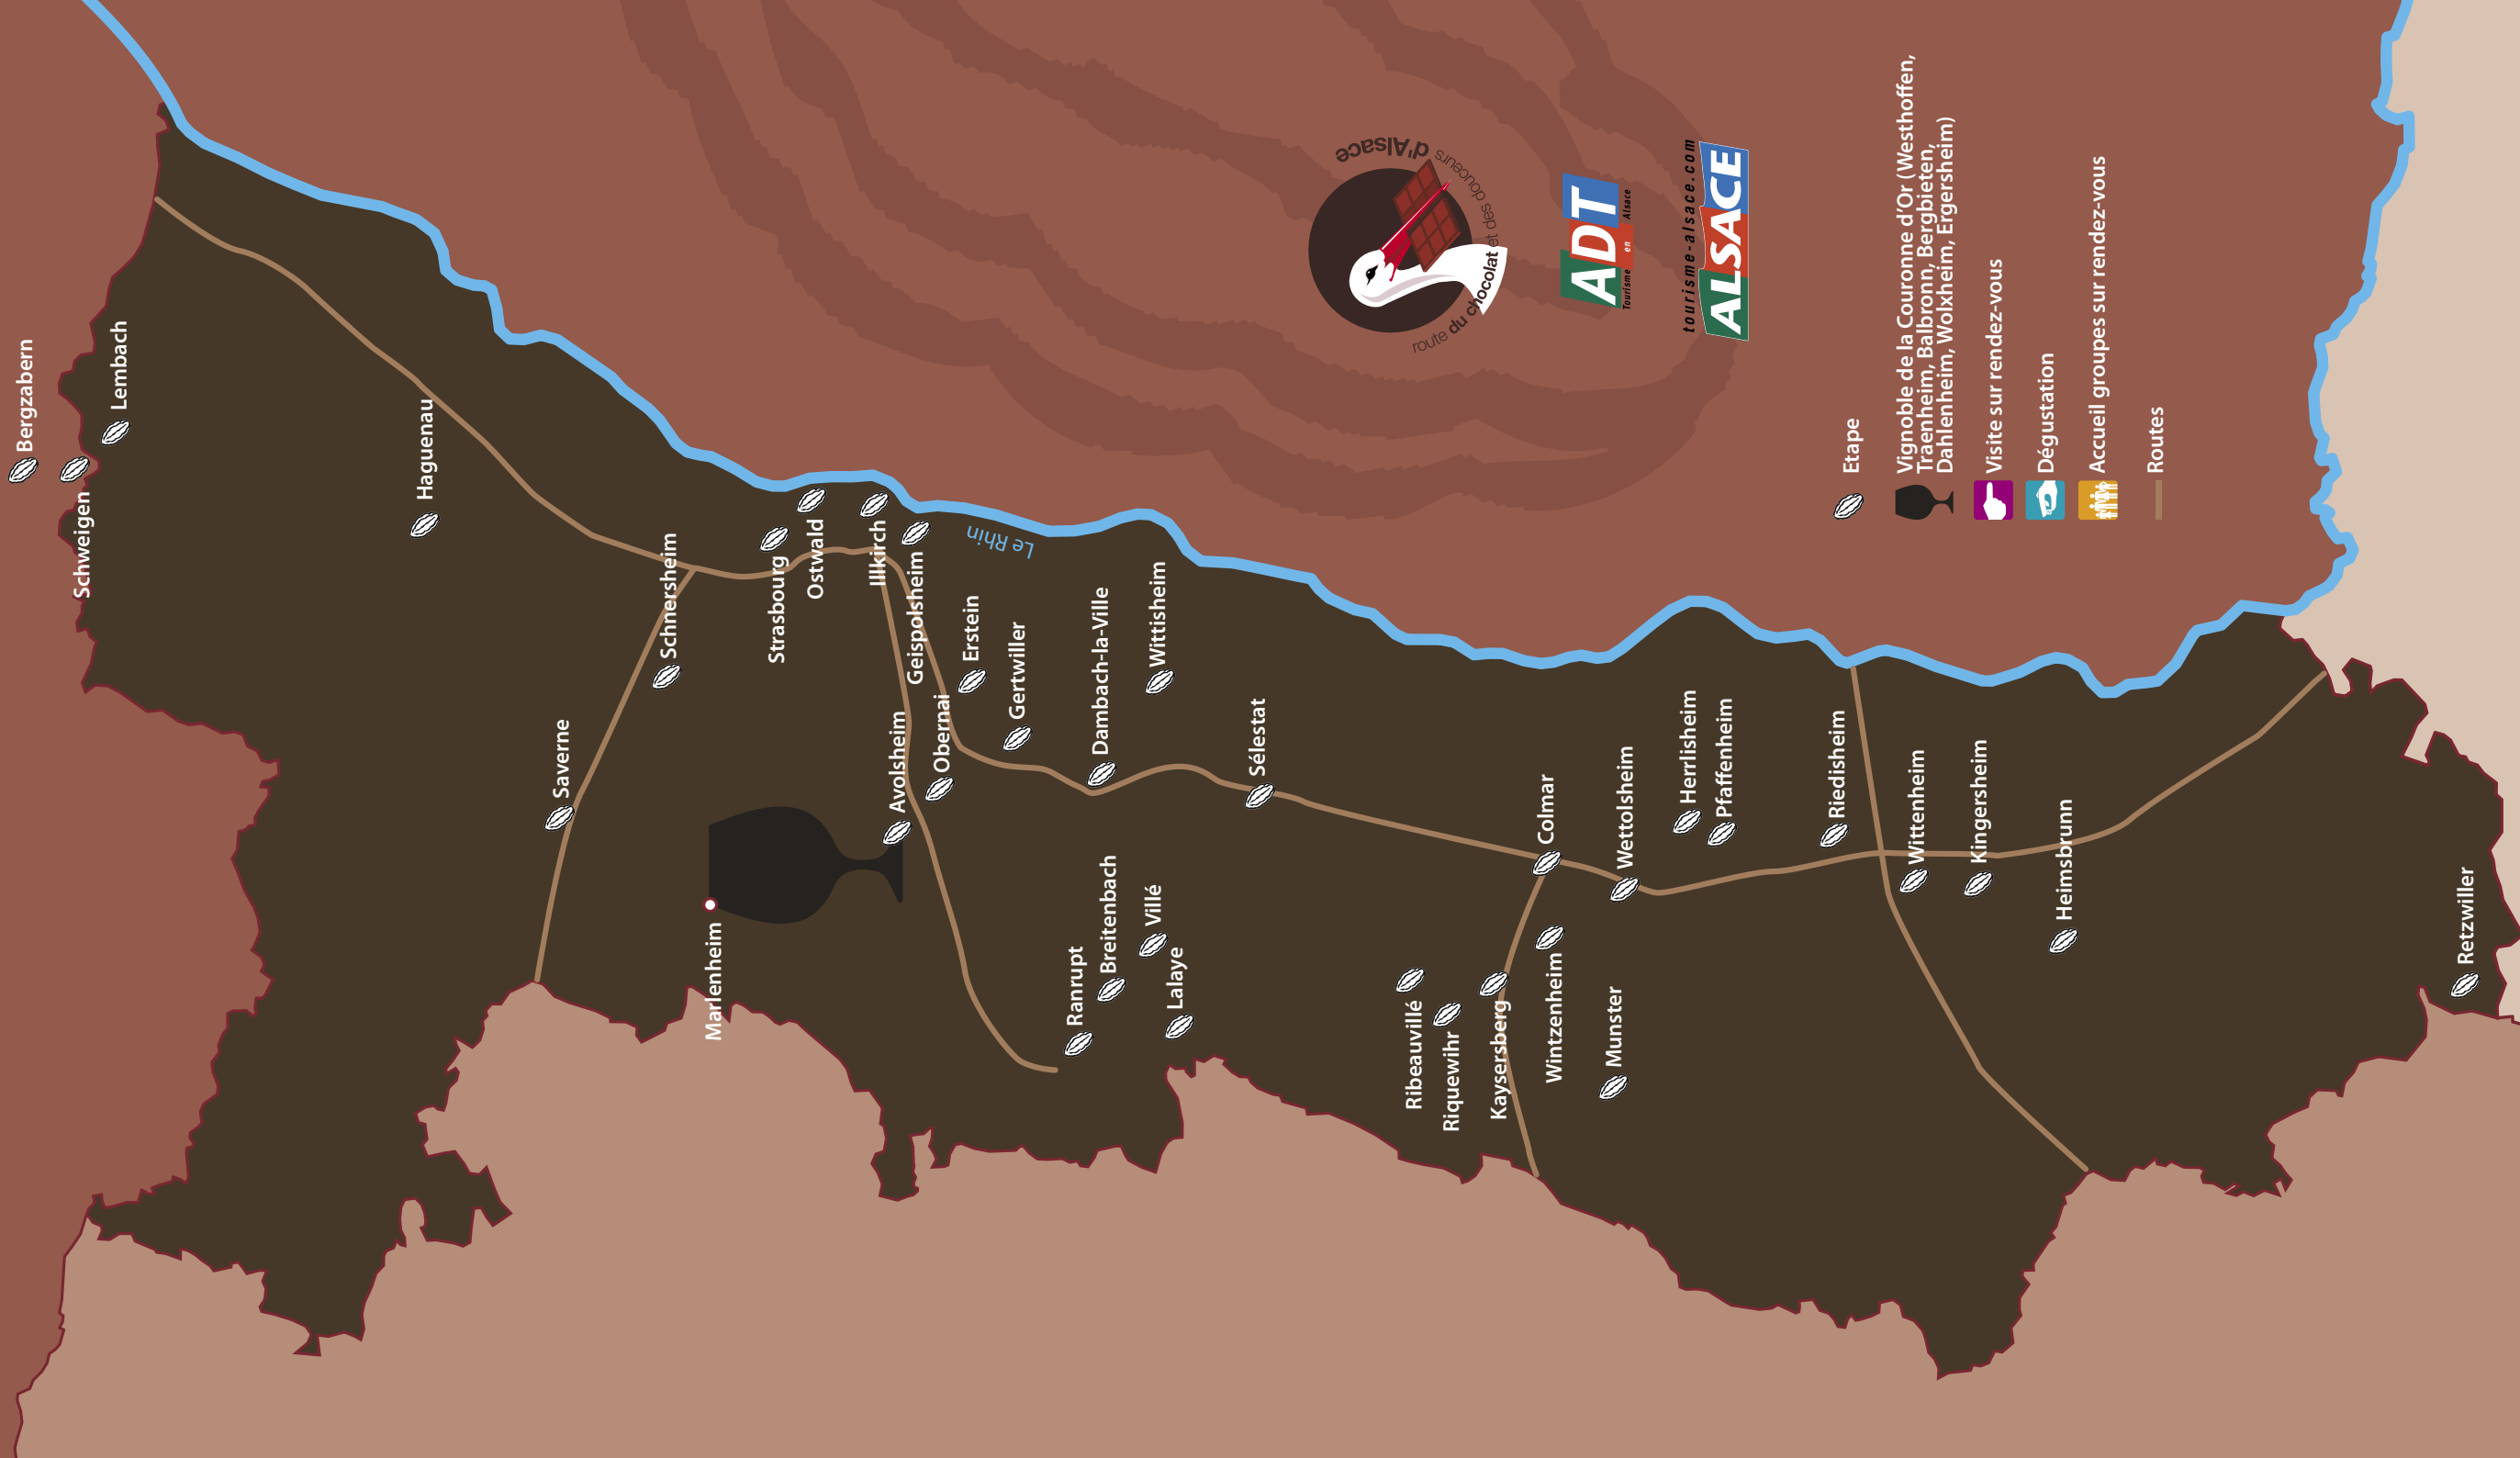 Bergzabern
Schweigen
Lembach
Haguenau
Saverne
Schnersheim
Marlenheim
Strasbourg
Ostwald
Illkirch
Avolsheim
Geispolsheim
Obernai
Erstein
Gertwiller
Le Rhin
Ranrupt
Dambach-la-Ville
Breitenbach
Villé
Wittisheim
Lalaye
Sélestat
Ribeauvillé
Riquewihr
Kaysersberg
Colmar
Wintzenheim
Munster
Wettolsheim
Herrlisheim
Pfaffenheim
Riedisheim
Wittenheim
Kingersheim
Heimsbrunn
Retzwiller
route du chocolat et des douceurs
d'Alsace
ADT
Tourisme en Alsace
tourisme-alsace.com
ALSACE
Etape
Vignoble de la Couronne d'Or (Westhoffen,
Traenheim, Balbronn, Bergbieten,
Dahlenheim, Wolxheim, Ergersheim)
Visite sur rendez-vous
Dégustation
Accueil groupes sur rendez-vous
Routes